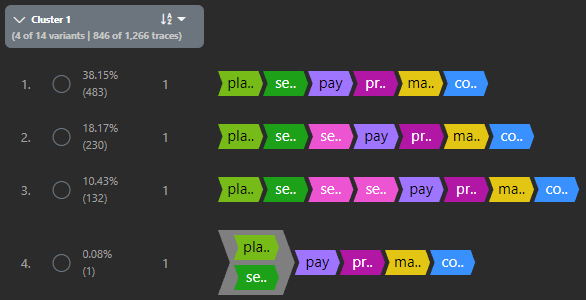 Cluster 1
(4 of 14 variants | 846 of 1,266 traces)
1. 38.15% (483) 1 pla.. se.. pay pr.. ma.. co..
2. 18.17% (230) 1 pla.. se.. se.. pay pr.. ma.. co..
3. 10.43% (132) 1 pla.. se.. se.. se.. pay pr.. ma.. co..
4. 0.08% (1) 1 pla.. se.. pay pr.. ma.. co..